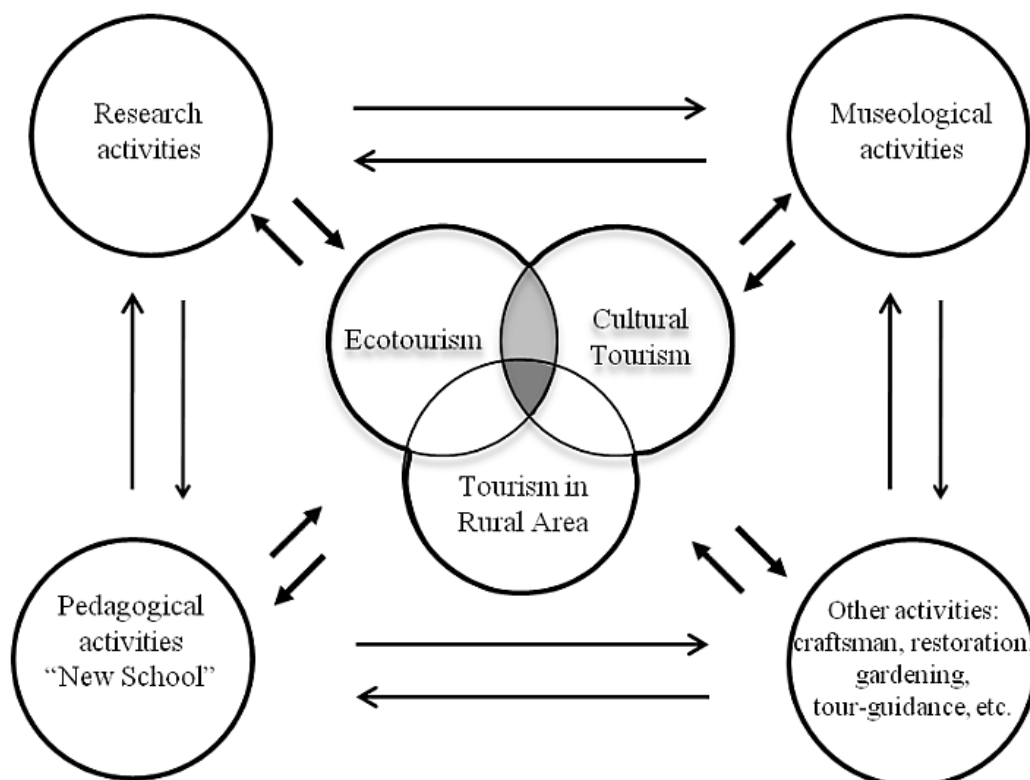 Research
activities
Museological
activities
Ecotourism
Cultural
Tourism
Tourism in
Rural Area
Pedagogical
activities
“New School”
Other activities:
craftsman, restoration,
gardening,
tour-guidance, etc.